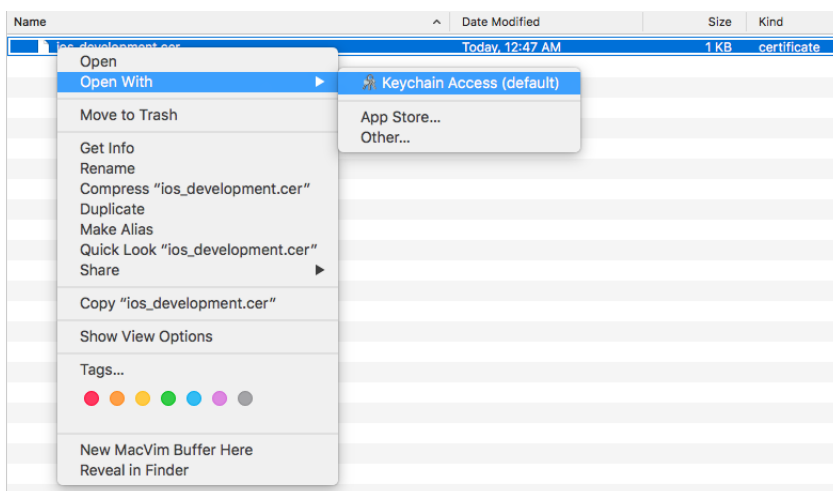 Name Date Modified Size Kind
ios_development.cer Today, 12:47 AM 1 KB certificate
Open
Open With
Keychain Access (default)
App Store...
Other...
Move to Trash
Get Info
Rename
Compress “ios_development.cer”
Duplicate
Make Alias
Quick Look “ios_development.cer”
Share
Copy “ios_development.cer”
Show View Options
Tags...
New MacVim Buffer Here
Reveal in Finder